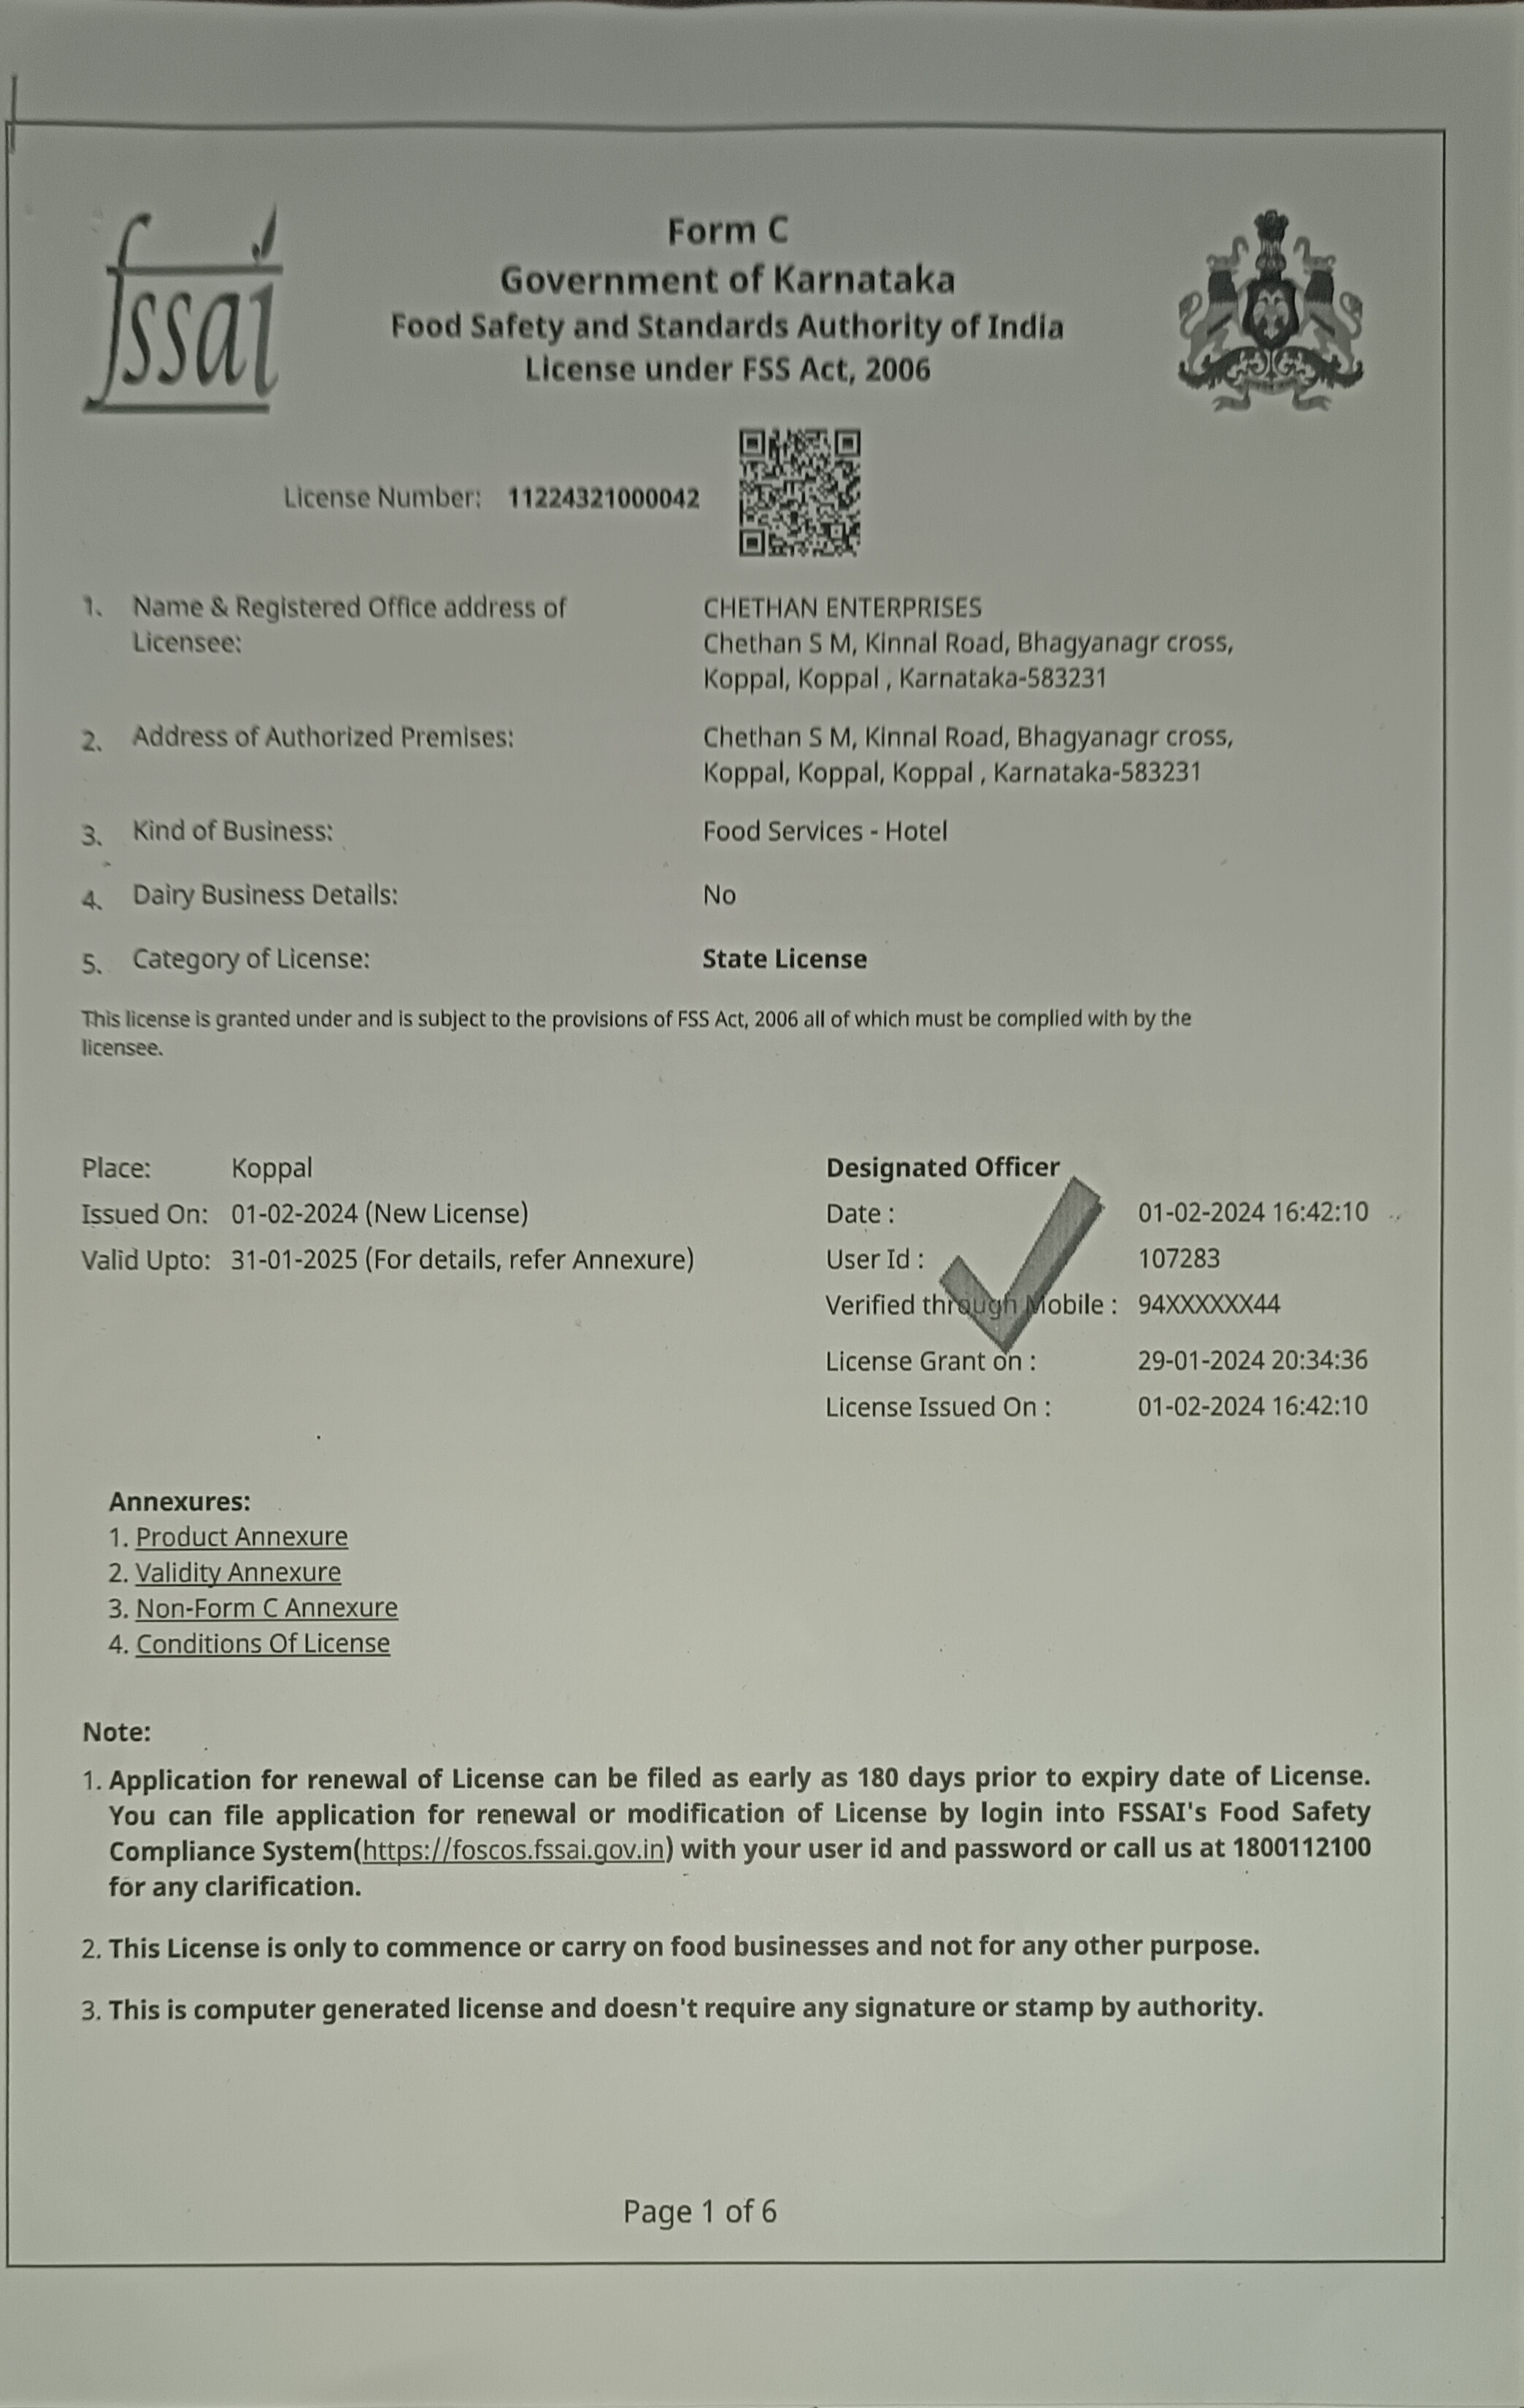 fssai
Form C
Government of Karnataka
Food Safety and Standards Authority of India
License under FSS Act, 2006
License Number: 11224321000042
1. Name & Registered Office address of CHETHAN ENTERPRISES
Licensee: Chethan S M, Kinnal Road, Bhagyanagr cross,
Koppal, Koppal , Karnataka-583231
2. Address of Authorized Premises: Chethan S M, Kinnal Road, Bhagyanagr cross,
Koppal, Koppal, Koppal , Karnataka-583231
3. Kind of Business: Food Services - Hotel
4. Dairy Business Details: No
5. Category of License: State License
This license is granted under and is subject to the provisions of FSS Act, 2006 all of which must be complied with by the
licensee.
Place: Koppal Designated Officer
Issued On: 01-02-2024 (New License) Date : 01-02-2024 16:42:10
Valid Upto: 31-01-2025 (For details, refer Annexure) User Id : 107283
Verified through Mobile : 94XXXXXX44
License Grant on : 29-01-2024 20:34:36
License Issued On : 01-02-2024 16:42:10
Annexures:
1. Product Annexure
2. Validity Annexure
3. Non-Form C Annexure
4. Conditions Of License
Note:
1. Application for renewal of License can be filed as early as 180 days prior to expiry date of License.
You can file application for renewal or modification of License by login into FSSAI's Food Safety
Compliance System(https://foscos.fssai.gov.in) with your user id and password or call us at 1800112100
for any clarification.
2. This License is only to commence or carry on food businesses and not for any other purpose.
3. This is computer generated license and doesn't require any signature or stamp by authority.
Page 1 of 6